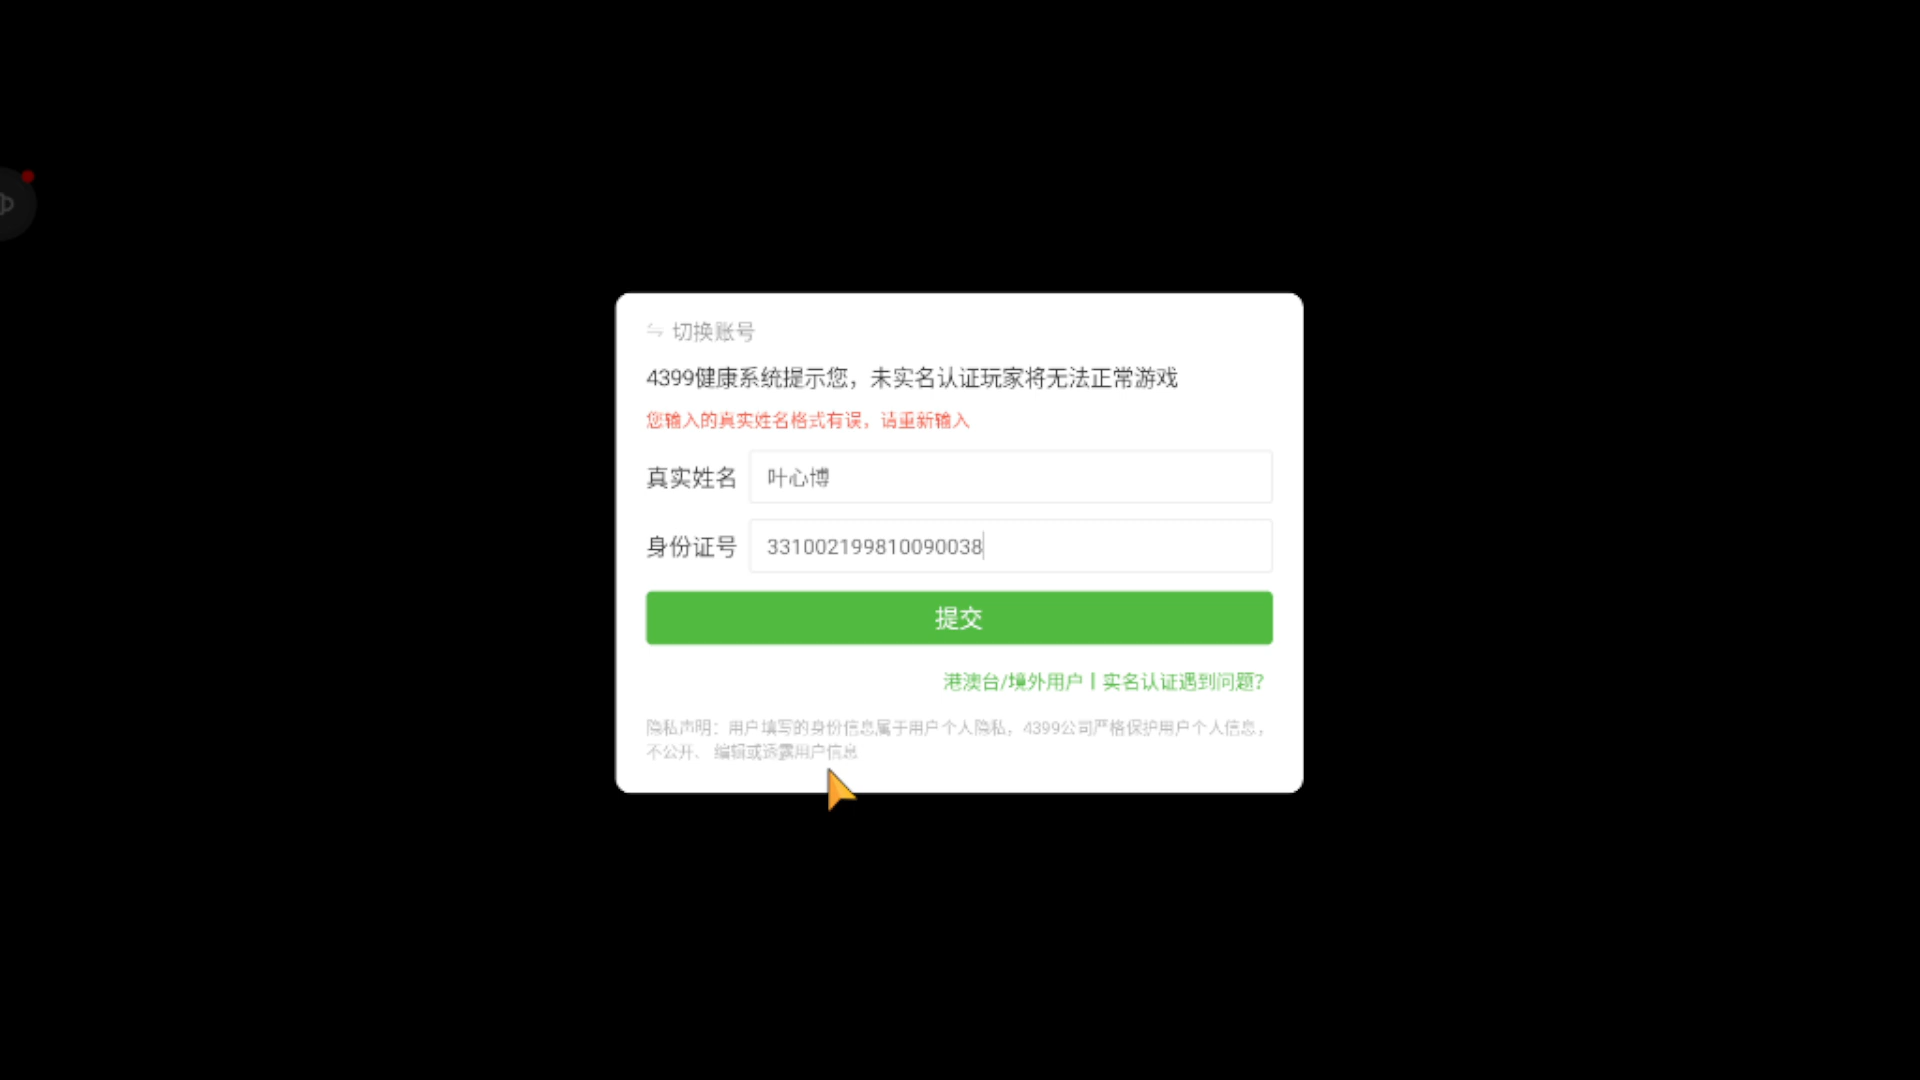 切换账号
4399健康系统提示您，未实名认证玩家将无法正常游戏
您输入的真实姓名格式有误，请重新输入
真实姓名 叶心博
身份证号 331002199810090038
提交
港澳台/境外用户丨实名认证遇到问题?
隐私声明：用户填写的身份信息属于用户个人隐私，4399公司严格保护用户个人信息，
不公开、 编辑或透露用户信息